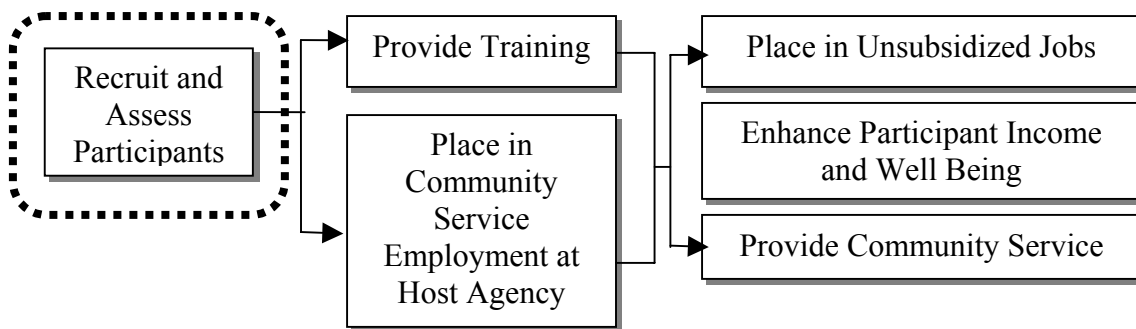 Recruit and
Assess
Participants
Provide Training
Place in
Community
Service
Employment at
Host Agency
Place in Unsubsidized Jobs
Enhance Participant Income
and Well Being
Provide Community Service